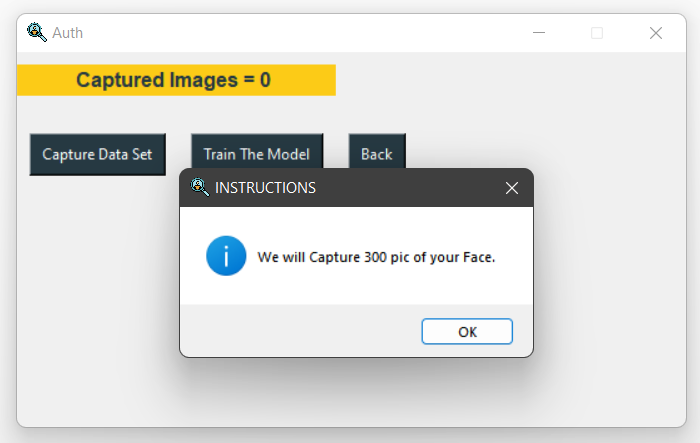 Auth
Captured Images = 0
Capture Data Set
Train The Model
Back
INSTRUCTIONS
We will Capture 300 pic of your Face.
OK